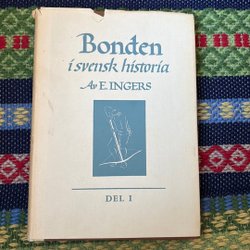 Bonden
i svensk historia
Av E. INGERS
DEL I